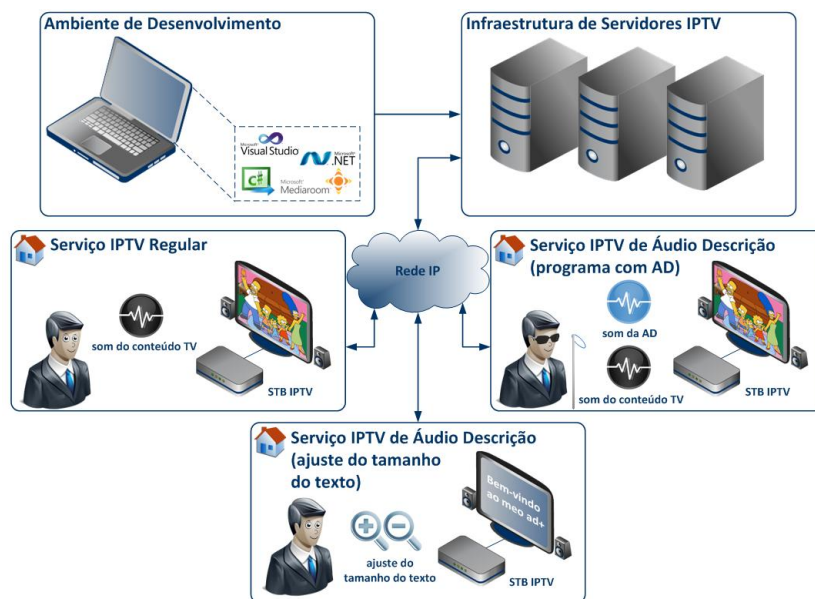 Ambiente de Desenvolvimento
Microsoft
Visual Studio
Microsoft
.NET
C#
Microsoft
Mediaroom
Infraestrutura de Servidores IPTV
Serviço IPTV Regular
som do conteúdo TV
STB IPTV
Rede IP
Serviço IPTV de Áudio Descrição
(programa com AD)
som da AD
som do conteúdo TV
STB IPTV
Serviço IPTV de Áudio Descrição
(ajuste do tamanho
do texto)
ajuste do
tamanho do texto
Bem-vindo
ao meo ad+
STB IPTV